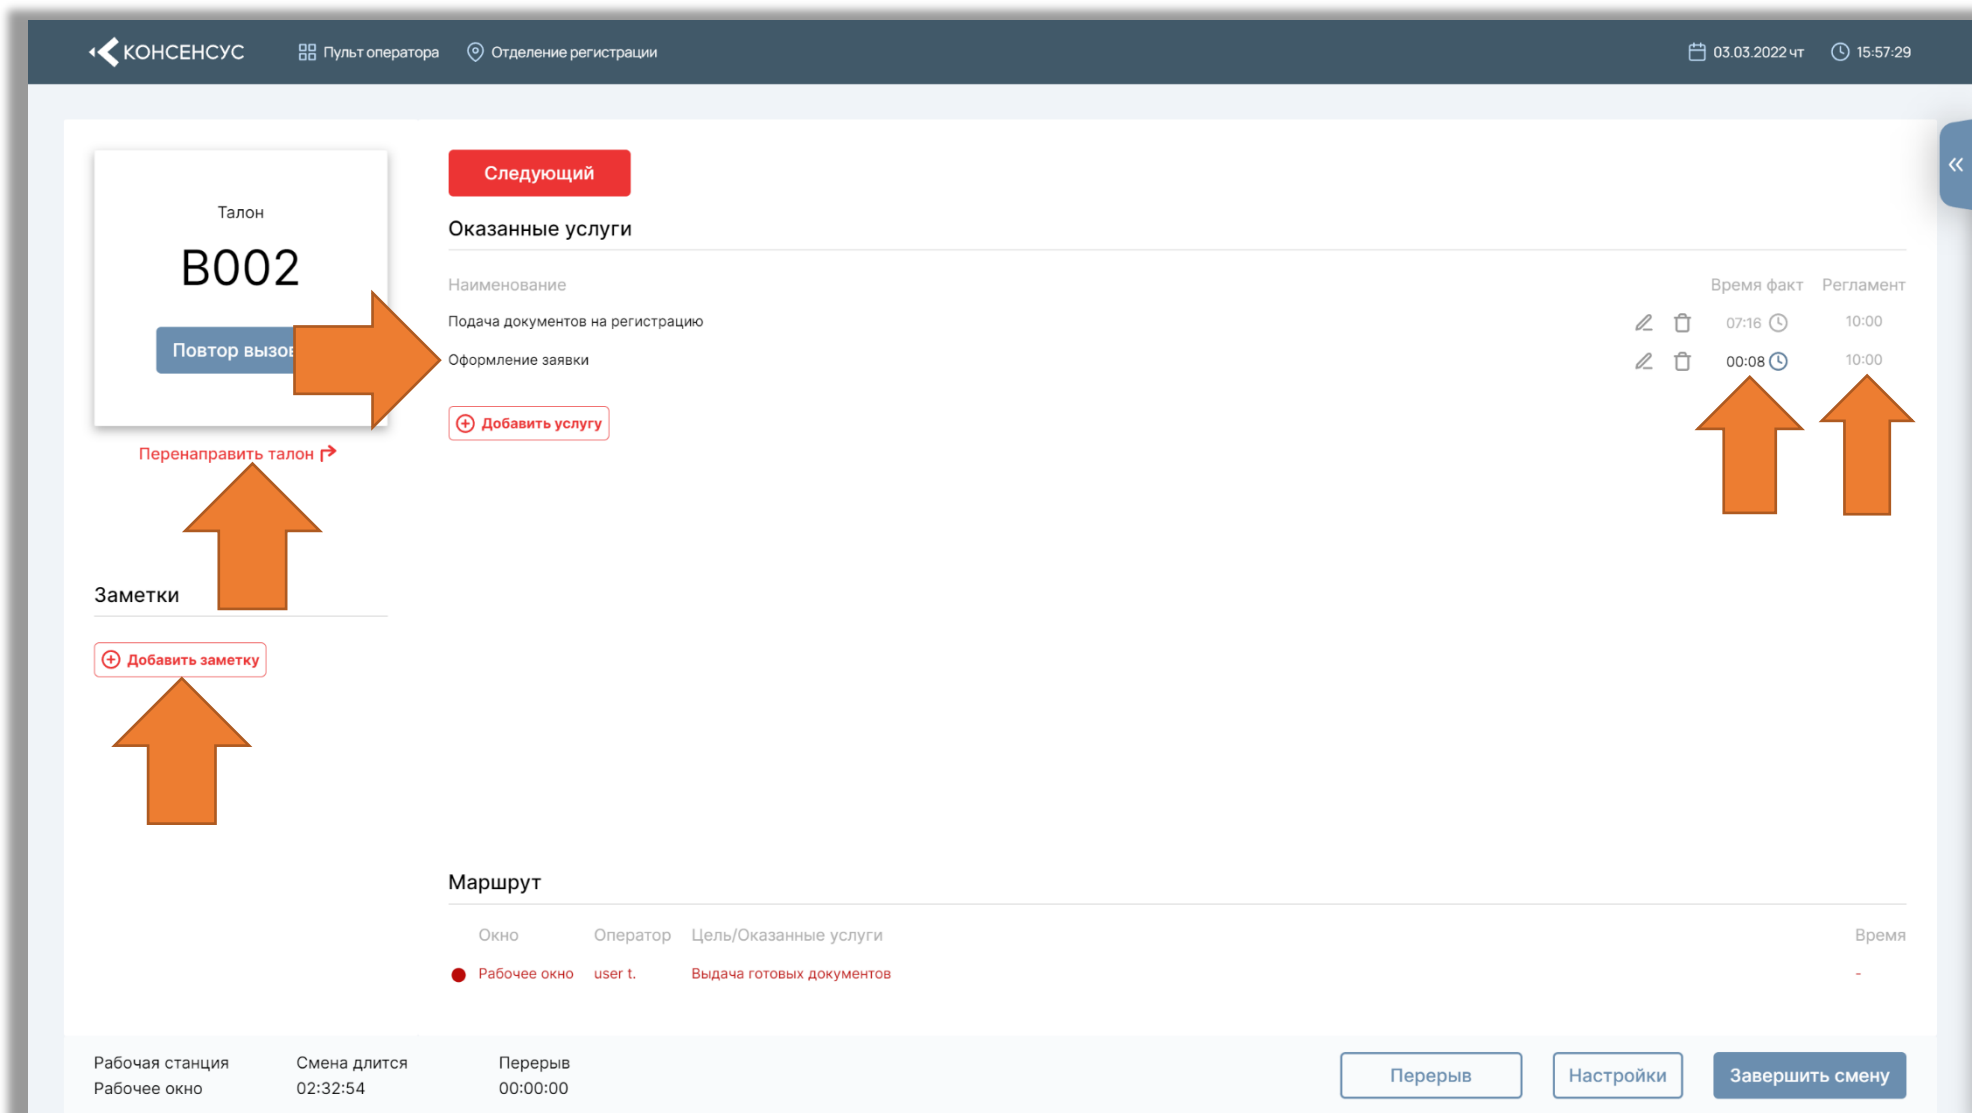 КОНСЕНСУС Пульт оператора Отделение регистрации 03.03.2022 чт 15:57:29
Талон
B002
Повтор вызов
Перенаправить талон
Заметки
Добавить заметку
Следующий
Оказанные услуги
Наименование Время факт Регламент
Подача документов на регистрацию 07:16 10:00
Оформление заявки 00:08 10:00
Добавить услугу
Маршрут
Окно Оператор Цель/Оказанные услуги Время
Рабочее окно user t. Выдача готовых документов -
Рабочая станция Смена длится Перерыв
Рабочее окно 02:32:54 00:00:00
Перерыв Настройки Завершить смену